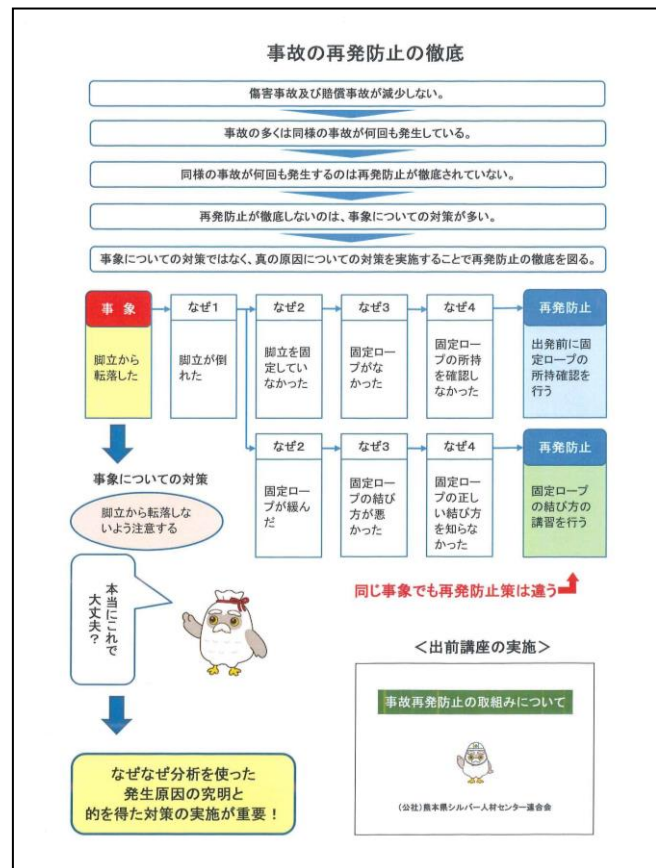 事故の再発防止の徹底
傷害事故及び賠償事故が減少しない。
事故の多くは同様の事故が何回も発生している。
同様の事故が何回も発生するのは再発防止が徹底されていない。
再発防止が徹底しないのは、事象についての対策が多い。
事象についての対策ではなく、真の原因についての対策を実施することで再発防止の徹底を図る。
事 象
脚立から
転落した
なぜ1
脚立が倒
れた
なぜ2
脚立を固
定してい
なかった
なぜ3
固定ロー
プがな
かった
なぜ4
固定ロー
プの所持
を確認し
なかった
再発防止
出発前に固
定ロープの
所持確認を
行う
なぜ2
固定ロー
プが緩ん
だ
なぜ3
固定ロー
プの結び
方が悪
かった
なぜ4
固定ロー
プの正し
い結び方
を知らな
かった
再発防止
固定ロープ
の結び方の
講習を行う
事象についての対策
脚立から転落しな
いよう注意する
同じ事象でも再発防止策は違う
本当にこれで
大丈夫？
なぜなぜ分析を使った
発生原因の究明と
的を得た対策の実施が重要！
＜出前講座の実施＞
事故再発防止の取組みについて
(公社)熊本県シルバー人材センター連合会